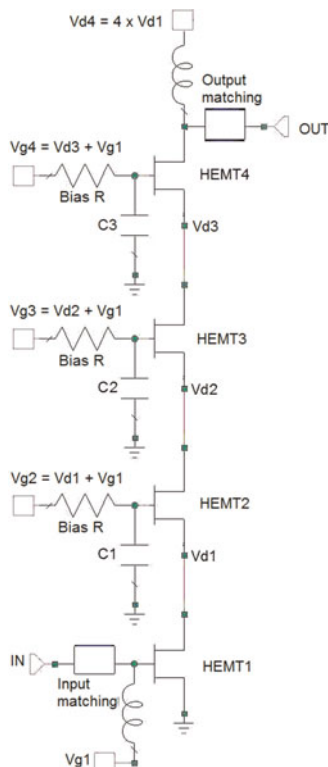 Vd4 = 4 x Vd1
Output
matching
OUT
Vg4 = Vd3 + Vg1
HEMT4
Bias R
C3
Vd3
Vg3 = Vd2 + Vg1
HEMT3
Bias R
C2
Vd2
Vg2 = Vd1 + Vg1
HEMT2
Bias R
C1
Vd1
IN
HEMT1
Input
matching
Vg1